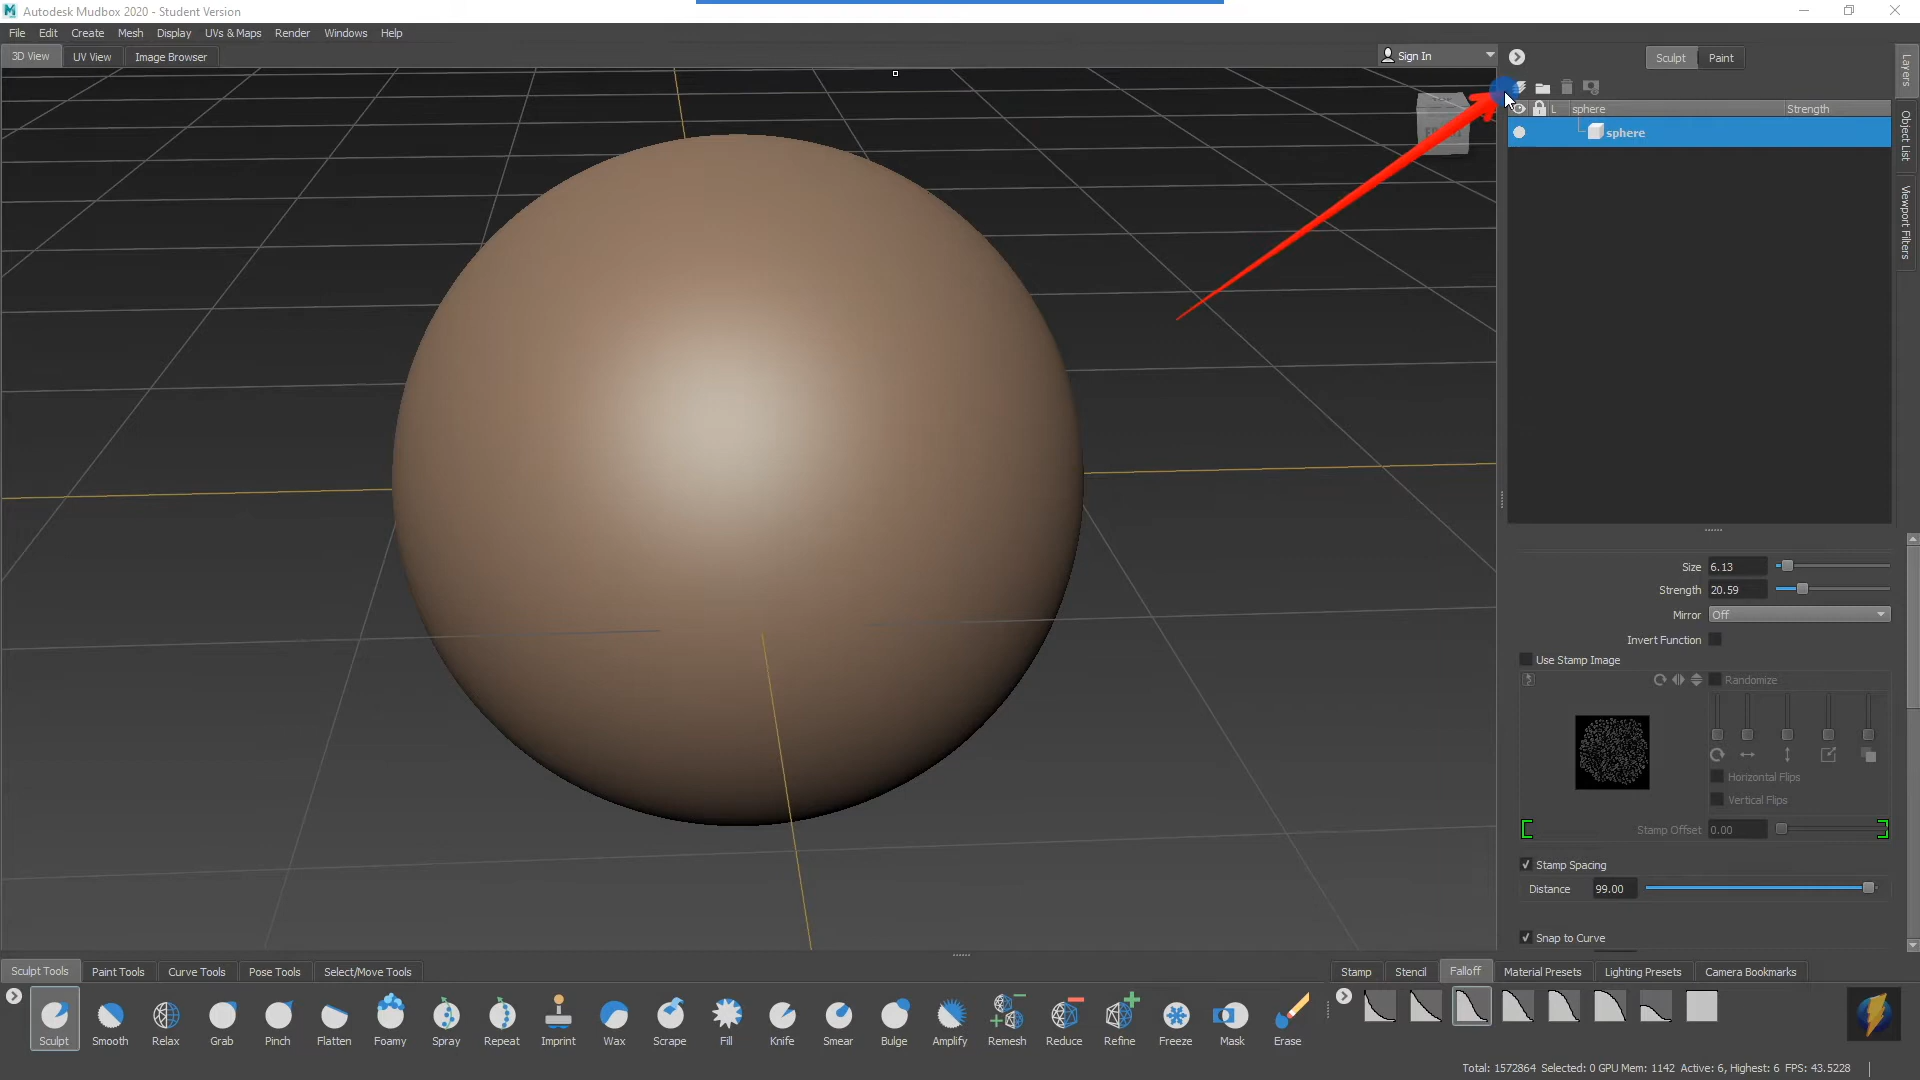 Autodesk Mudbox 2020 - Student Version
File Edit Create Mesh Display UVs & Maps Render Windows Help
3D View UV View Image Browser
Sign In
Sculpt Paint
L sphere Strength
sphere
Layers
Object List
Viewport Filters
Size 6.13
Strength 20.59
Mirror Off
Invert Function
Use Stamp Image
Randomize
Horizontal Flips
Vertical Flips
Stamp Offset 0.00
Stamp Spacing
Distance 99.00
Snap to Curve
Sculpt Tools Paint Tools Curve Tools Pose Tools Select/Move Tools
Stamp Stencil Falloff Material Presets Lighting Presets Camera Bookmarks
Sculpt Smooth Relax Grab Pinch Flatten Foamy Spray Repeat Imprint Wax Scrape Fill Knife Smear Bulge Amplify Remesh Reduce Refine Freeze Mask Erase
Total: 1572864 Selected: 0 GPU Mem: 1142 Active: 6, Highest: 6 FPS: 43.5228